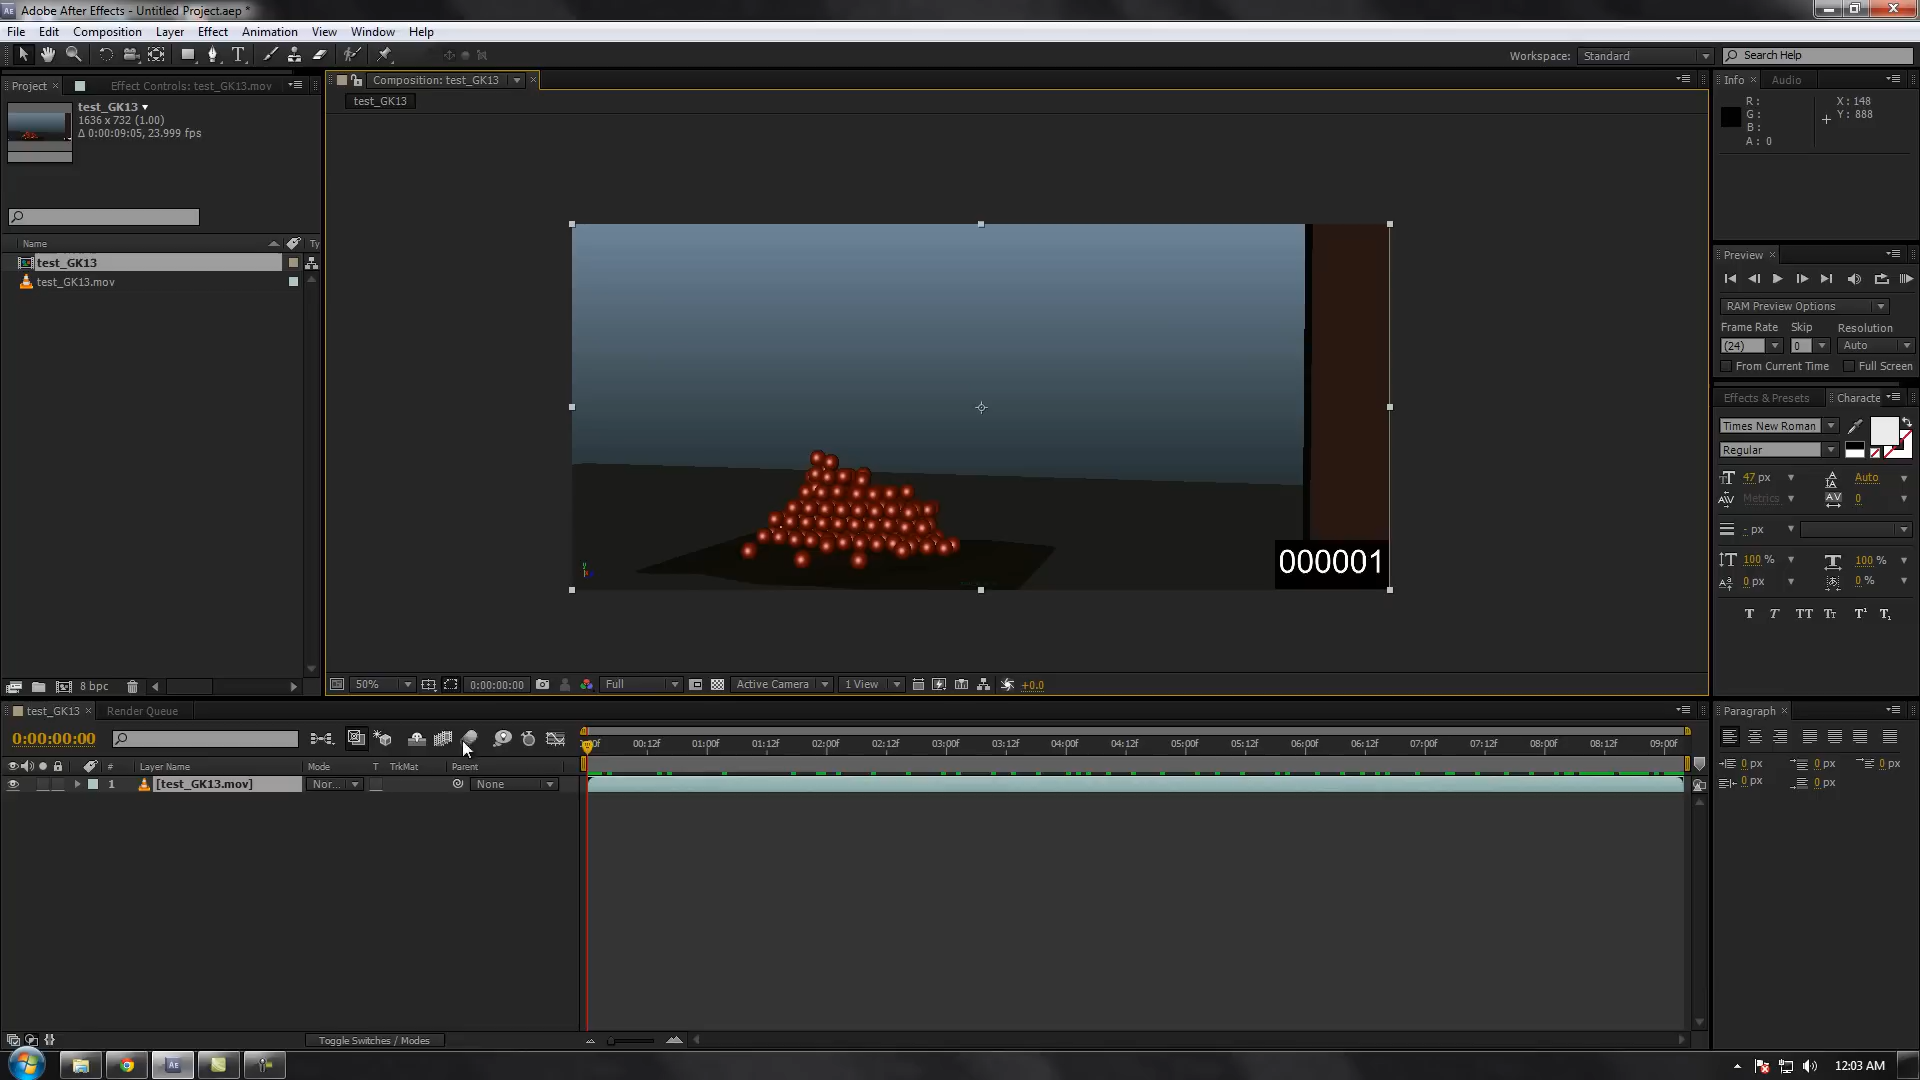 Adobe After Effects - Untitled Project.aep *
File Edit Composition Layer Effect Animation View Window Help
Workspace: Standard Search Help
Project Effect Controls: test_GK13.mov Composition: test_GK13 Info Audio
test_GK13
1636 x 732 (1.00)
Δ 0:00:09:05, 23.999 fps
test_GK13
R:
G:
B:
A: 0
X: 148
Y: 888
Name Ty
test_GK13
test_GK13.mov
000001
Preview
RAM Preview Options
Frame Rate Skip Resolution
(24) 0 Auto
From Current Time Full Screen
Effects & Presets Characte
Times New Roman
Regular
47 px Auto
Metrics 0
- px
100 % 100 %
0 px 0 %
T T TT Tt T¹ T₁
8 bpc
50% 0:00:00:00 Full Active Camera 1 View +0.0
test_GK13 Render Queue
0:00:00:00
00f 00:12f 01:00f 01:12f 02:00f 02:12f 03:00f 03:12f 04:00f 04:12f 05:00f 05:12f 06:00f 06:12f 07:00f 07:12f 08:00f 08:12f 09:00f
# Layer Name Mode T TrkMat Parent
1 [test_GK13.mov] Nor... None
Paragraph
0 px 0 px 0 px
0 px 0 px
Toggle Switches / Modes
Ae 12:03 AM